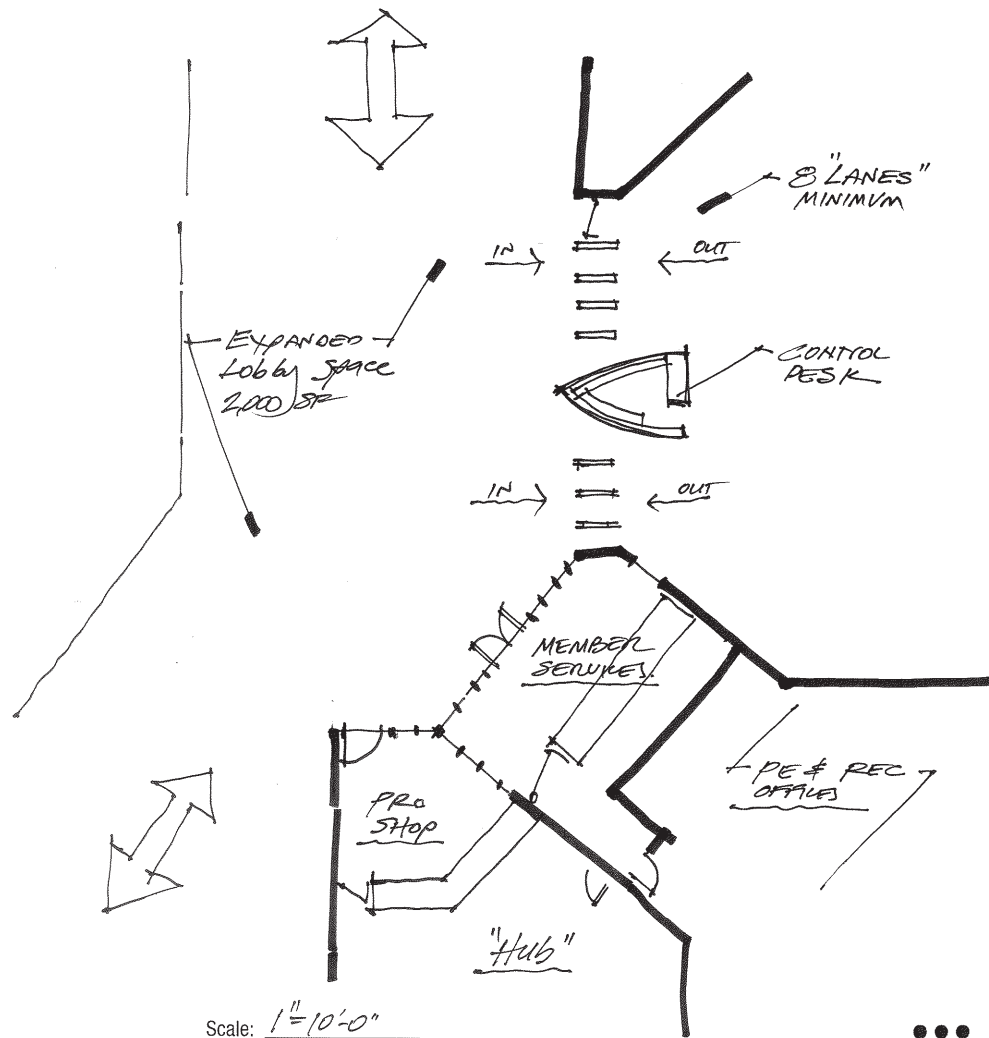 8 "LANES"
MINIMUM
IN
OUT
EXPANDED
Lobby Space
2,000 SF
CONTROL
DESK
IN
OUT
MEMBER
SERVICES.
PRO
SHOP
PE & REC
OFFICES
"Hub"
Scale: 1"=10'-0"